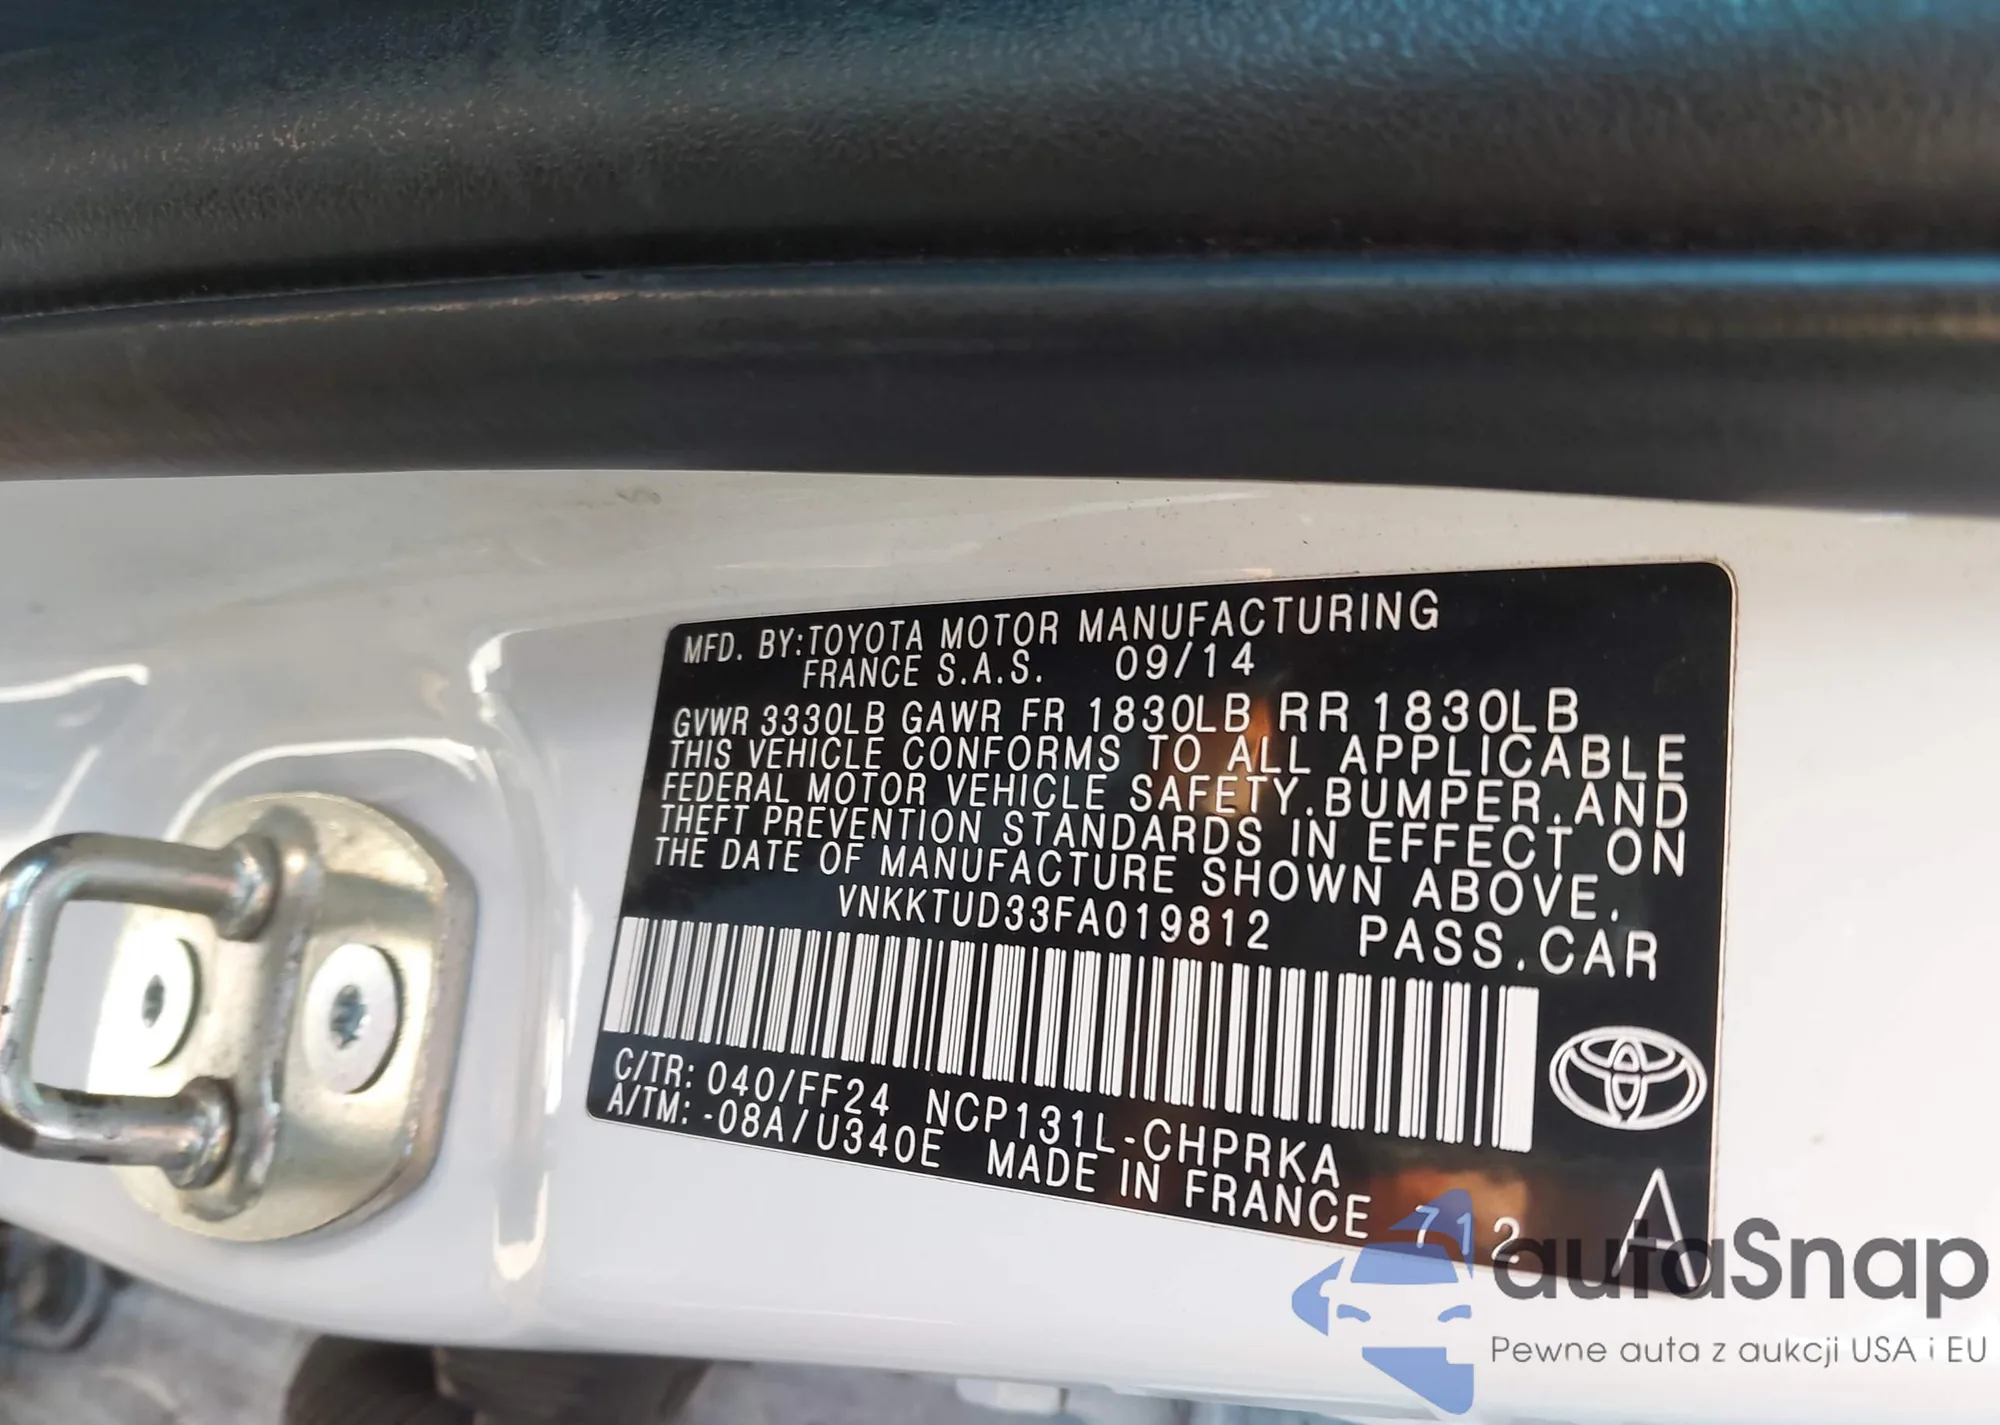 MFD. BY:TOYOTA MOTOR MANUFACTURING
FRANCE S.A.S. 09/14
GVWR 3330LB GAWR FR 1830LB RR 1830LB
THIS VEHICLE CONFORMS TO ALL APPLICABLE
FEDERAL MOTOR VEHICLE SAFETY.BUMPER.AND
THEFT PREVENTION STANDARDS IN EFFECT ON
THE DATE OF MANUFACTURE SHOWN ABOVE.
VNKKTUD33FA019812 PASS.CAR
C/TR: 040/FF24 NCP131L-CHPRKA
A/TM: -08A/U340E MADE IN FRANCE 712 A
autaSnap
Pewne auta z aukcji USA i EU